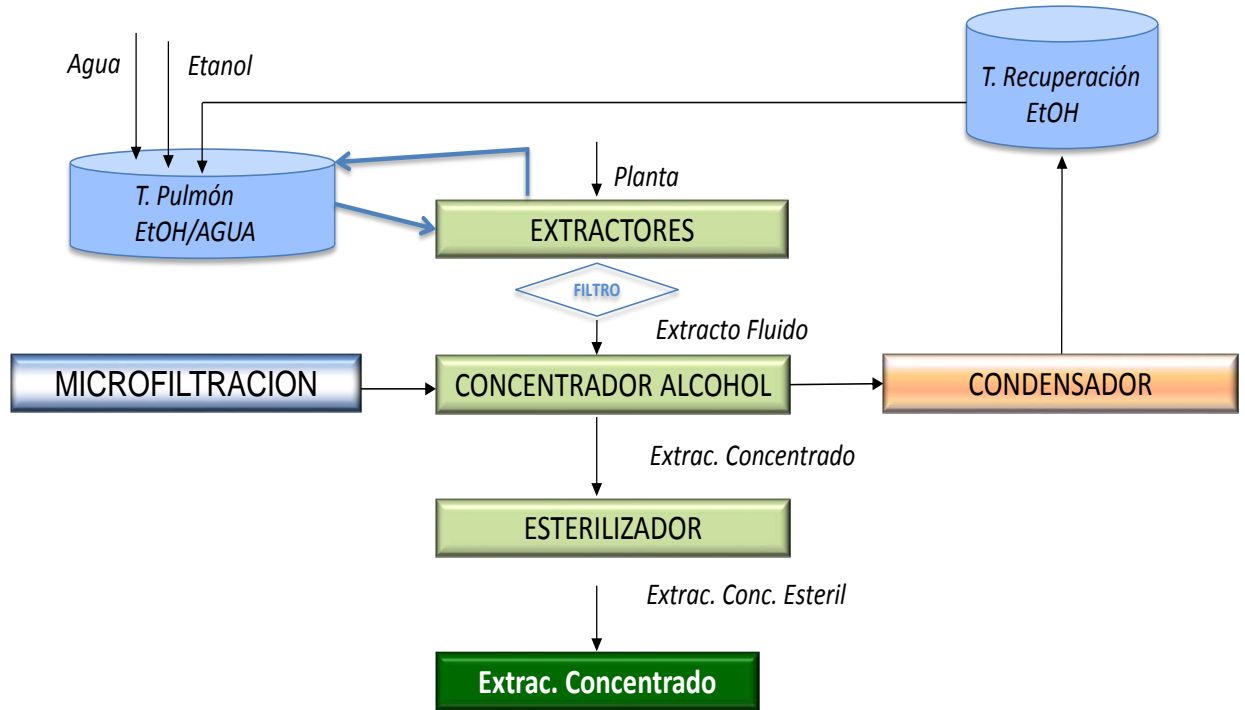 Agua
Etanol
T. Recuperación
EtOH
T. Pulmón
EtOH/AGUA
Planta
EXTRACTORES
FILTRO
Extracto Fluido
MICROFILTRACION
CONCENTRADOR ALCOHOL
CONDENSADOR
Extrac. Concentrado
ESTERILIZADOR
Extrac. Conc. Esteril
Extrac. Concentrado